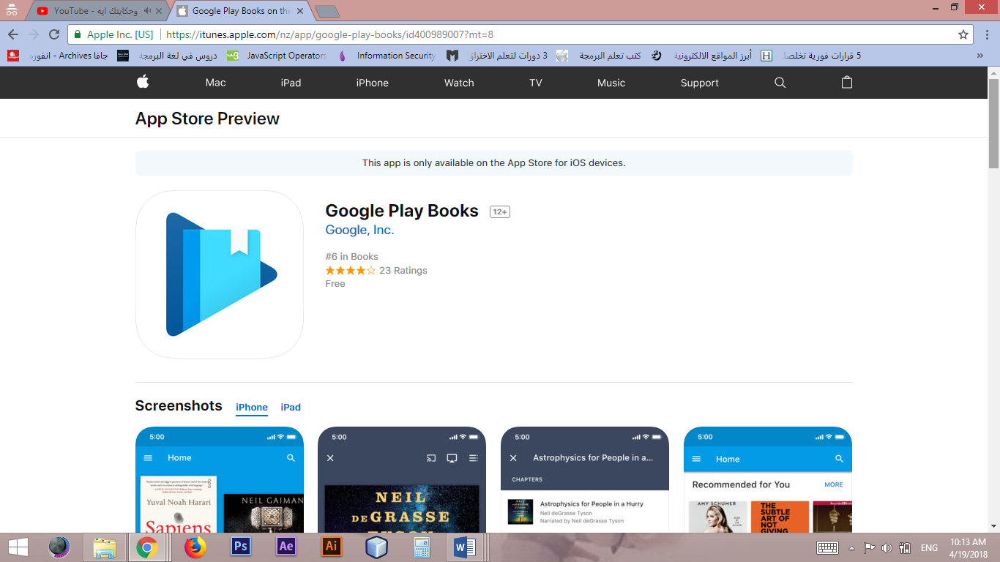 YouTube - وحكايتك ايه
Google Play Books on the
Apple Inc. [US]
https://itunes.apple.com/nz/app/google-play-books/id400989007?mt=8
جافا Archives - انفورم
دروس في لغة البرمجة
JavaScript Operators
Information Security
3 دورات لتعلم الاختراق
كتب تعلم البرمجة
أبرز المواقع الالكترونية
5 قرارات فورية تخلصك
Mac
iPad
iPhone
Watch
TV
Music
Support
App Store Preview
This app is only available on the App Store for iOS devices.
Google Play Books 12+
Google, Inc.
#6 in Books
23 Ratings
Free
Screenshots iPhone iPad
5:00
Home
Yuval Noah Harari
Sapiens
NEIL GAIMAN
5:00
NEIL
DEGRASSE
TYSON
5:00
Astrophysics for People in a...
CHAPTERS
Astrophysics for People in a Hurry
Neil deGrasse Tyson
Narrated by Neil deGrasse Tyson
5:00
Home
Recommended for You MORE
AMY SCHUMER
THE
SUBTLE
ART OF
NOT
GIVING
Ps
Ae
Ai
ENG
10:13 AM
4/19/2018